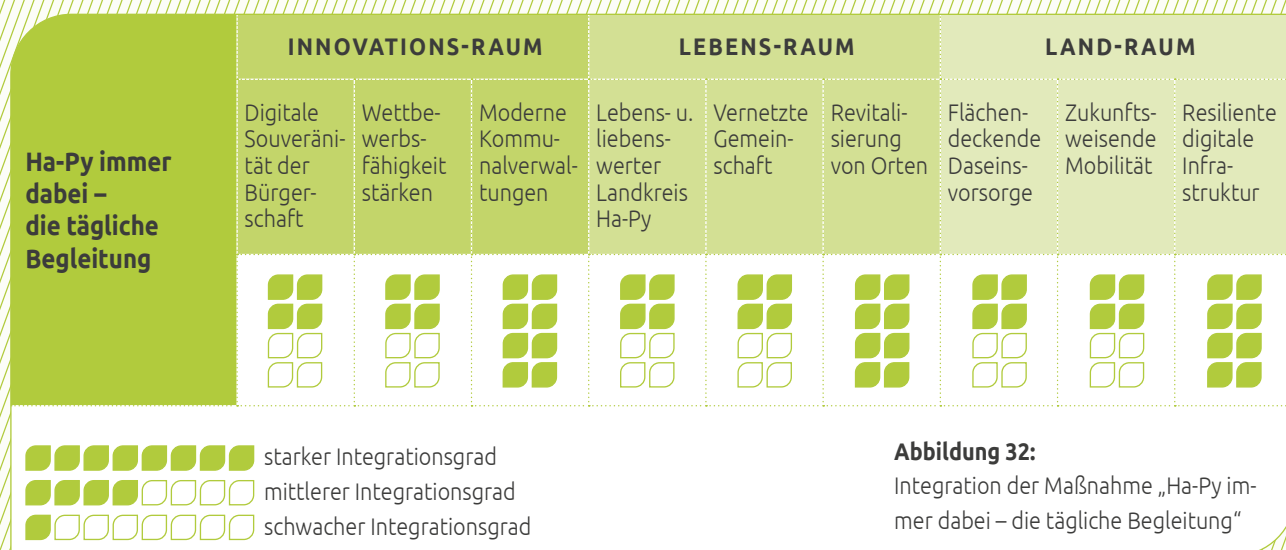 INNOVATIONS-RAUM
LEBENS-RAUM
LAND-RAUM
Ha-Py immer
dabei –
die tägliche
Begleitung
Digitale
Souveräni-
tät der
Bürger-
schaft
Wettbe-
werbs-
fähigkeit
stärken
Moderne
Kommu-
nalverwal-
tungen
Lebens- u.
liebens-
werter
Landkreis
Ha-Py
Vernetzte
Gemein-
schaft
Revitali-
sierung
von Orten
Flächen-
deckende
Daseins-
vorsorge
Zukunfts-
weisende
Mobilität
Resiliente
digitale
Infra-
struktur
starker Integrationsgrad
mittlerer Integrationsgrad
schwacher Integrationsgrad
Abbildung 32:
Integration der Maßnahme „Ha-Py im-
mer dabei – die tägliche Begleitung“